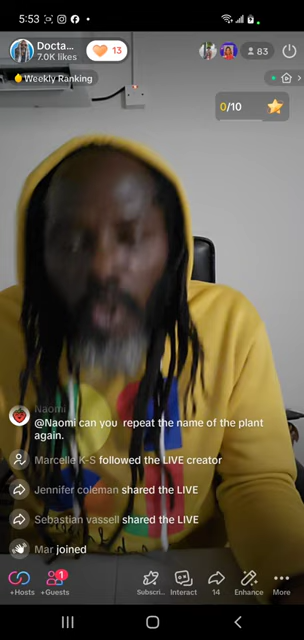 5:53
Docta...
7.0K likes
13
83
Weekly Ranking
0/10
Naomi
@Naomi can you repeat the name of the plant
again.
Marcelle K-S followed the LIVE creator
Jennifer coleman shared the LIVE
Sebastian vassell shared the LIVE
Mar joined
1
+Hosts
+Guests
Subscri...
Interact
14
Enhance
More